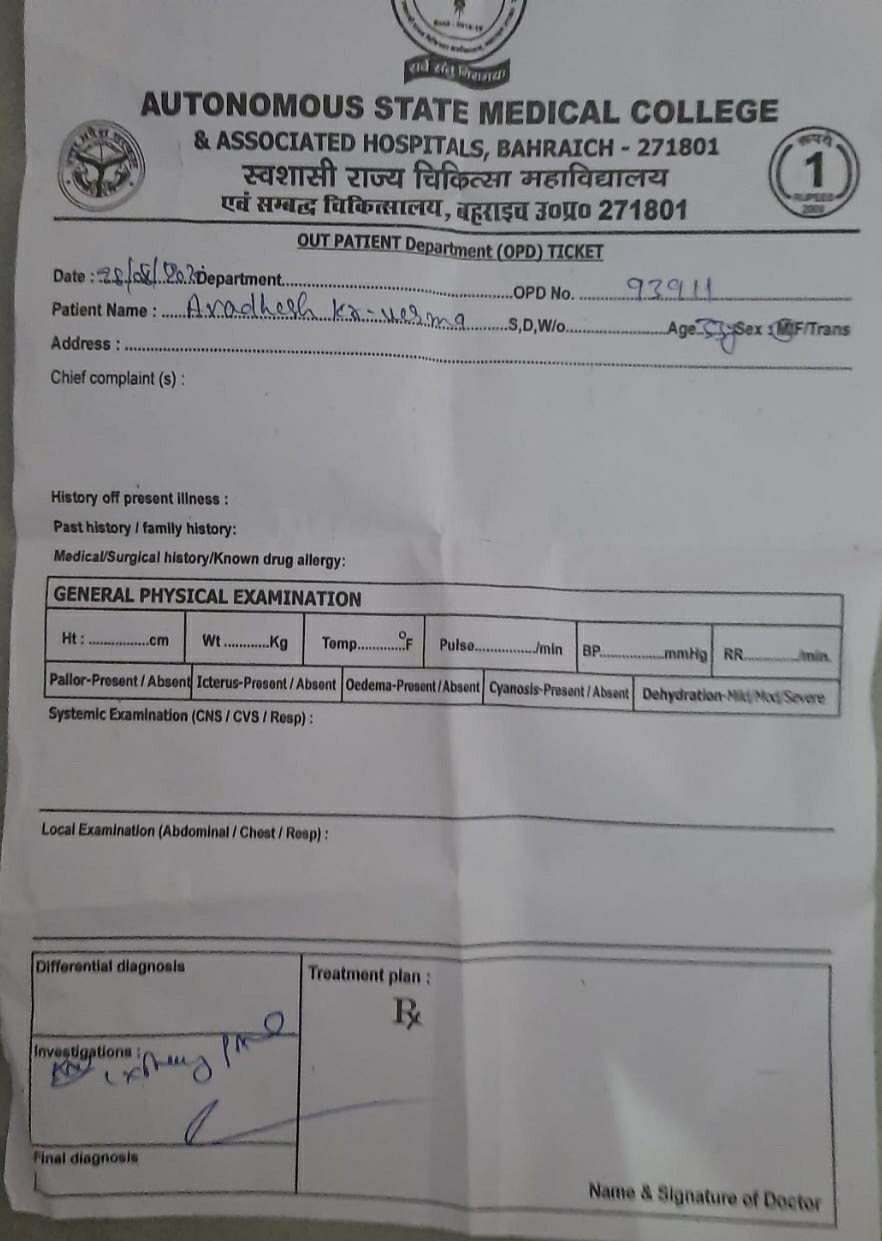 सर्वे सन्तु निरामया
AUTONOMOUS STATE MEDICAL COLLEGE
& ASSOCIATED HOSPITALS, BAHRAICH - 271801
स्वशासी राज्य चिकित्सा महाविद्यालय
एवं सम्बद्ध चिकित्सालय, बहराइच उ०प्र० 271801
रूपये
1
RUPEES
OUT PATIENT Department (OPD) TICKET
Date : Department..............OPD No. 93911
Patient Name : Avadhesh Kr- verma S,D,W/o..............Age Sex : M/F/Trans
Address : ..............
Chief complaint (s) :
History off present illness :
Past history / family history:
Medical/Surgical history/Known drug allergy:
GENERAL PHYSICAL EXAMINATION
Ht : ..............cm Wt ............Kg Temp............°F Pulse................/min BP................mmHg RR............../min.
Pallor-Present / Absent Icterus-Present / Absent Oedema-Present / Absent Cyanosis-Present / Absent Dehydration-Mild/Mod/Severe
Systemic Examination (CNS / CVS / Resp) :
Local Examination (Abdominal / Chest / Resp) :
Differential diagnosis
Treatment plan :
Rx
Investigations :
Final diagnosis
Name & Signature of Doctor